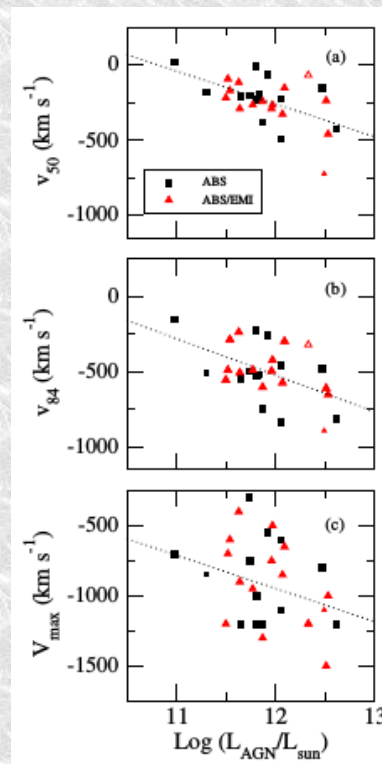 (a)
0
-500
-1000
v50 (km s-1)
ABS
ABS/EMI
(b)
0
-500
-1000
v84 (km s-1)
(c)
-500
-1000
-1500
Vmax (km s-1)
11 12 13
Log (LAGN/Lsun)